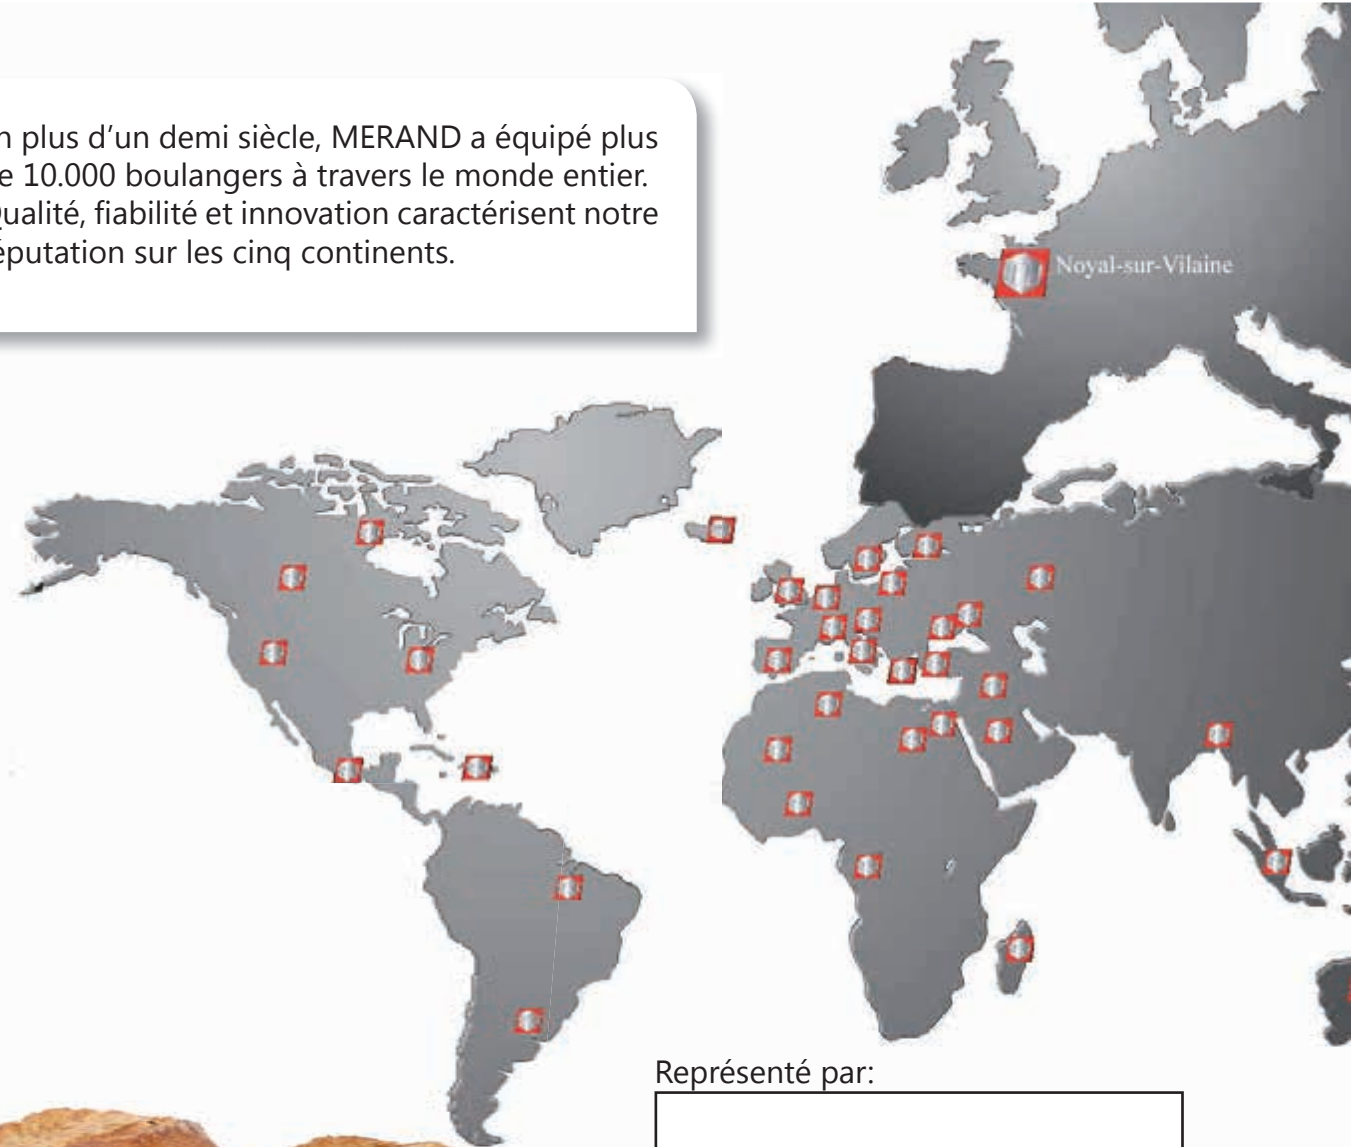 n plus d'un demi siècle, MERAND a équipé plus
e 10.000 boulangers à travers le monde entier.
ualité, fiabilité et innovation caractérisent notre
éputation sur les cinq continents.
Noyal-sur-Vilaine
Représenté par: